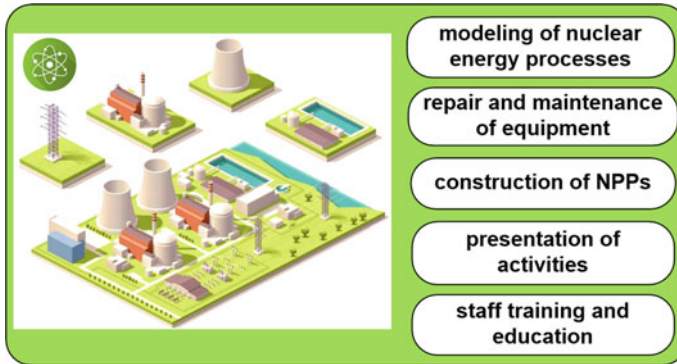 modeling of nuclear
energy processes
repair and maintenance
of equipment
construction of NPPs
presentation of
activities
staff training and
education